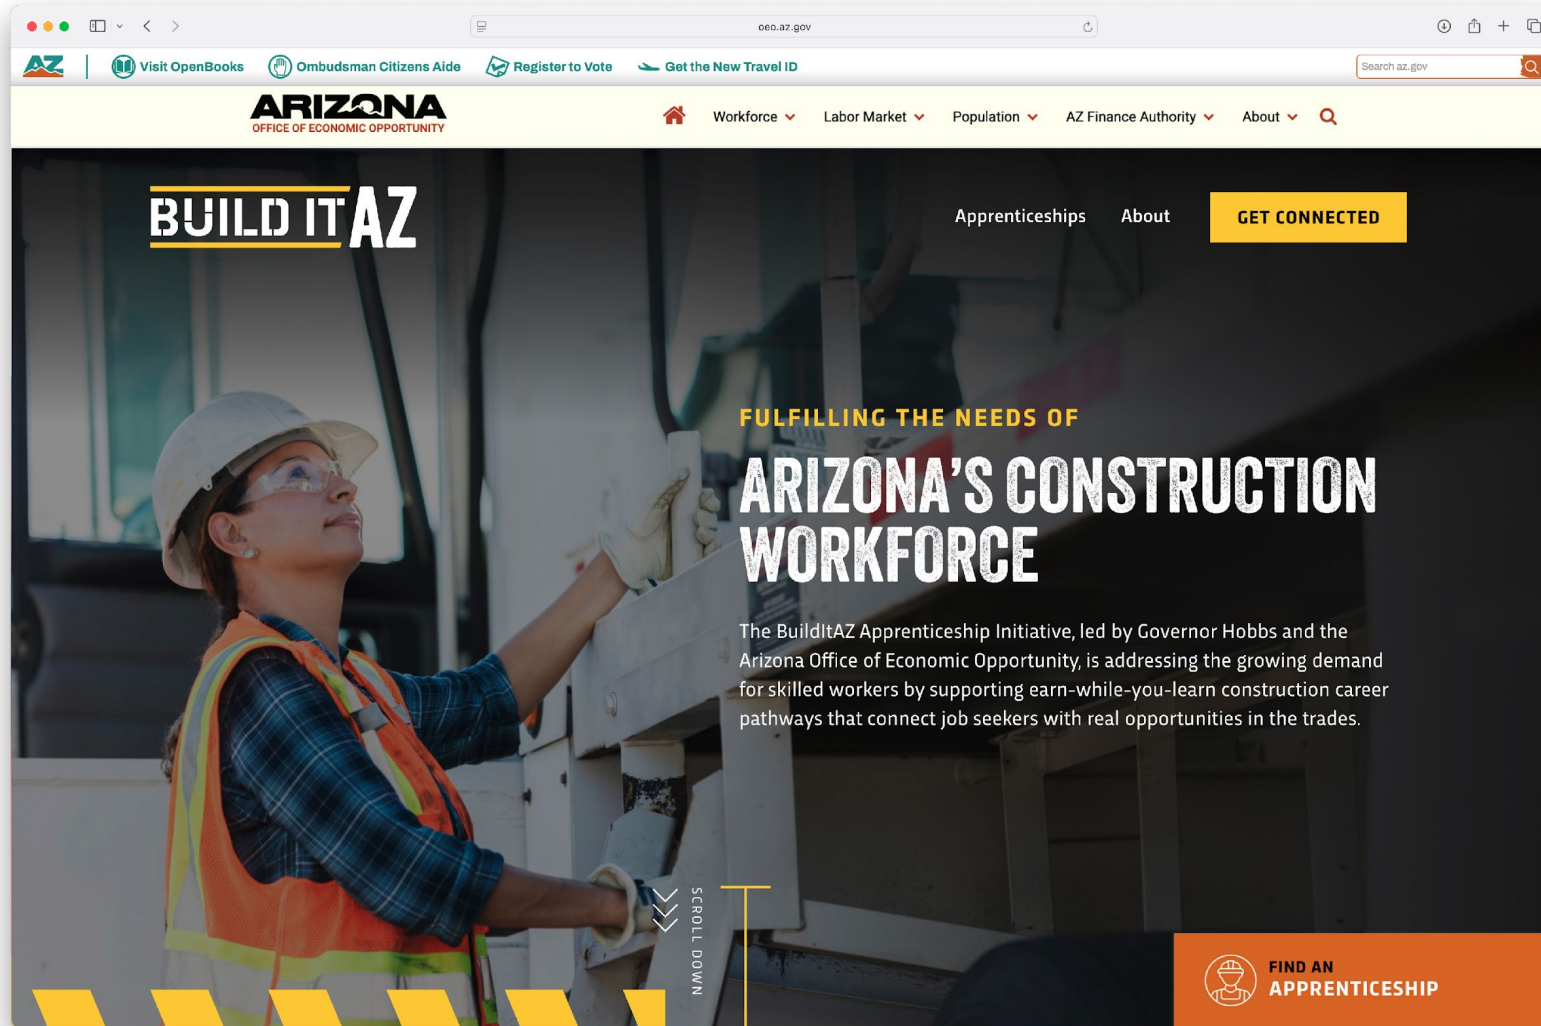 oeo.az.gov
AZ
Visit OpenBooks
Ombudsman Citizens Aide
Register to Vote
Get the New Travel ID
Search az.gov
ARIZONA
OFFICE OF ECONOMIC OPPORTUNITY
Workforce
Labor Market
Population
AZ Finance Authority
About
BUILD IT AZ
Apprenticeships
About
GET CONNECTED
FULFILLING THE NEEDS OF
ARIZONA'S CONSTRUCTION
WORKFORCE
The BuildItAZ Apprenticeship Initiative, led by Governor Hobbs and the
Arizona Office of Economic Opportunity, is addressing the growing demand
for skilled workers by supporting earn-while-you-learn construction career
pathways that connect job seekers with real opportunities in the trades.
SCROLL DOWN
FIND AN
APPRENTICESHIP